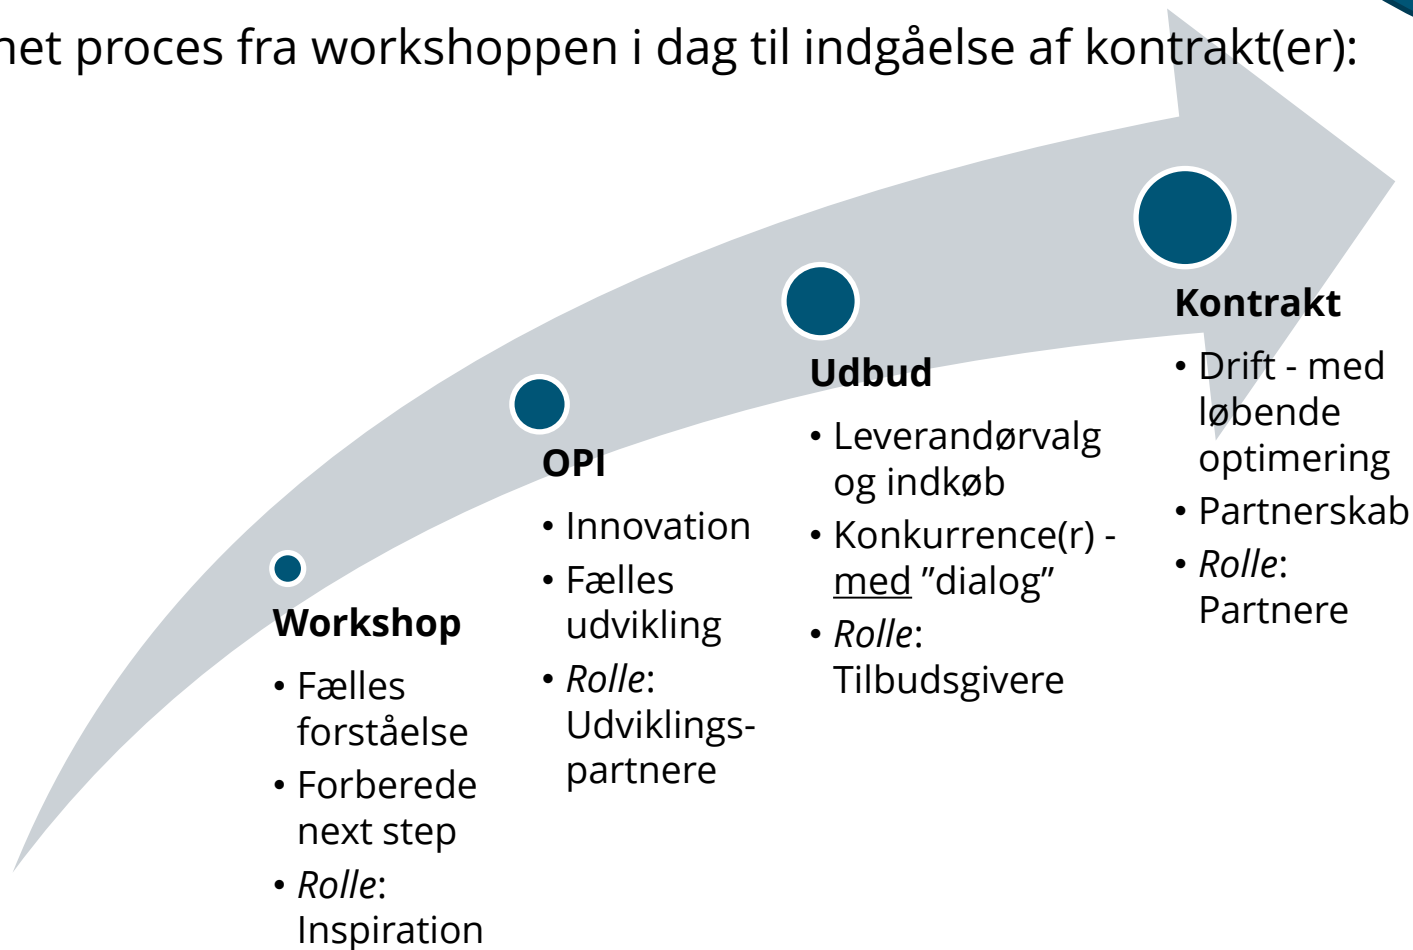 net proces fra workshoppen i dag til indgåelse af kontrakt(er):
Workshop
• Fælles
forståelse
• Forberede
next step
• Rolle:
Inspiration
OPI
• Innovation
• Fælles
udvikling
• Rolle:
Udviklings-
partnere
Udbud
• Leverandørvalg
og indkøb
• Konkurrence(r) -
med ”dialog”
• Rolle:
Tilbudsgivere
Kontrakt
• Drift - med
løbende
optimering
• Partnerskab
• Rolle:
Partnere